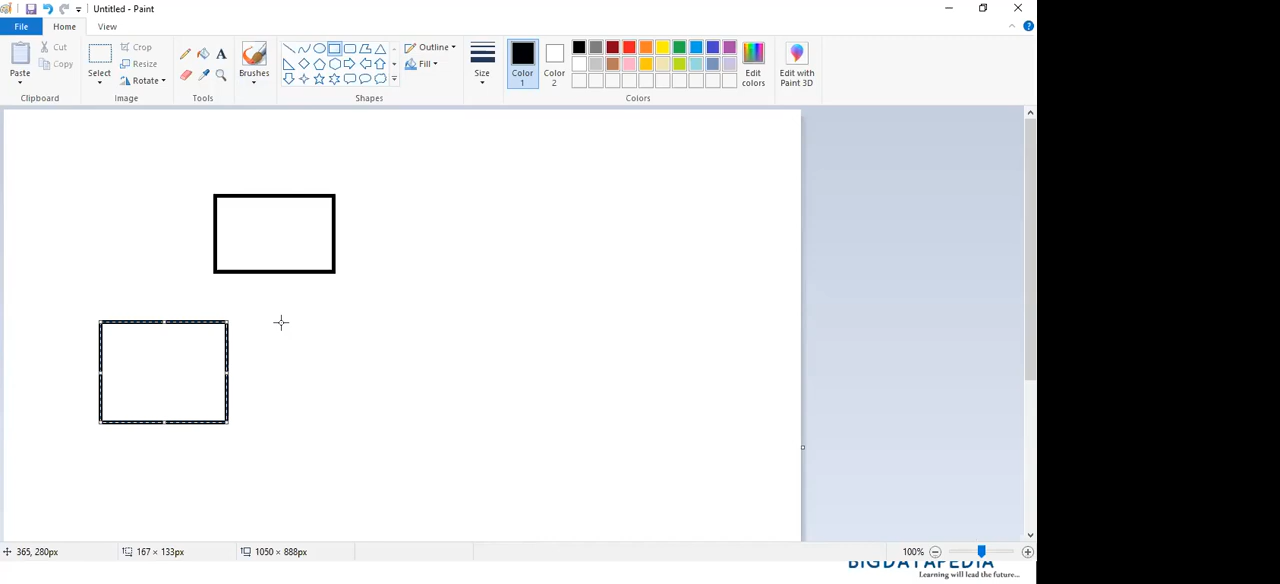 Untitled - Paint
File Home View
Paste Cut Copy Clipboard
Select Crop Resize Rotate Image
Tools
Brushes
Shapes
Outline Fill
Size
Color 1
Color 2
Colors
Edit colors
Edit with Paint 3D
365, 280px 167 × 133px 1050 × 888px 100%
BIGDATAPEDIA
Learning will lead the future...